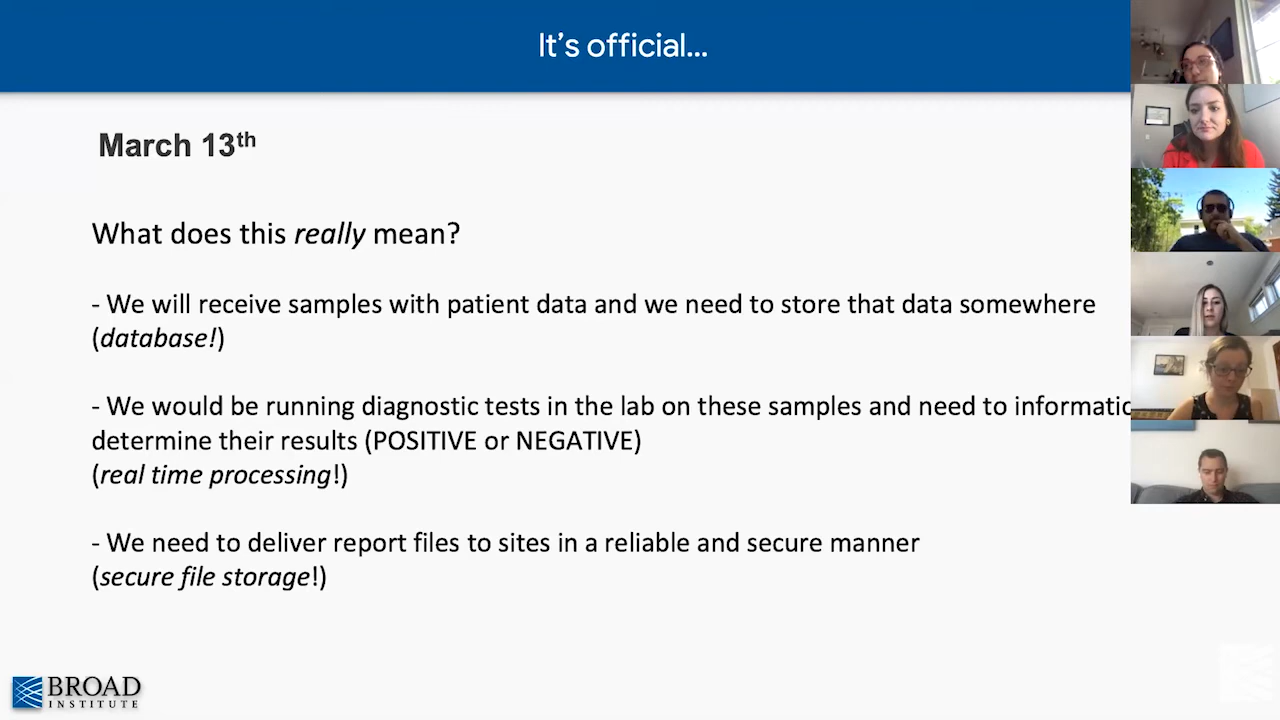 It's official...
March 13th
What does this really mean?
- We will receive samples with patient data and we need to store that data somewhere
(database!)
- We would be running diagnostic tests in the lab on these samples and need to
determine their results (POSITIVE or NEGATIVE)
(real time processing!)
- We need to deliver report files to sites in a reliable and secure manner
(secure file storage!)
BROAD
INSTITUTE